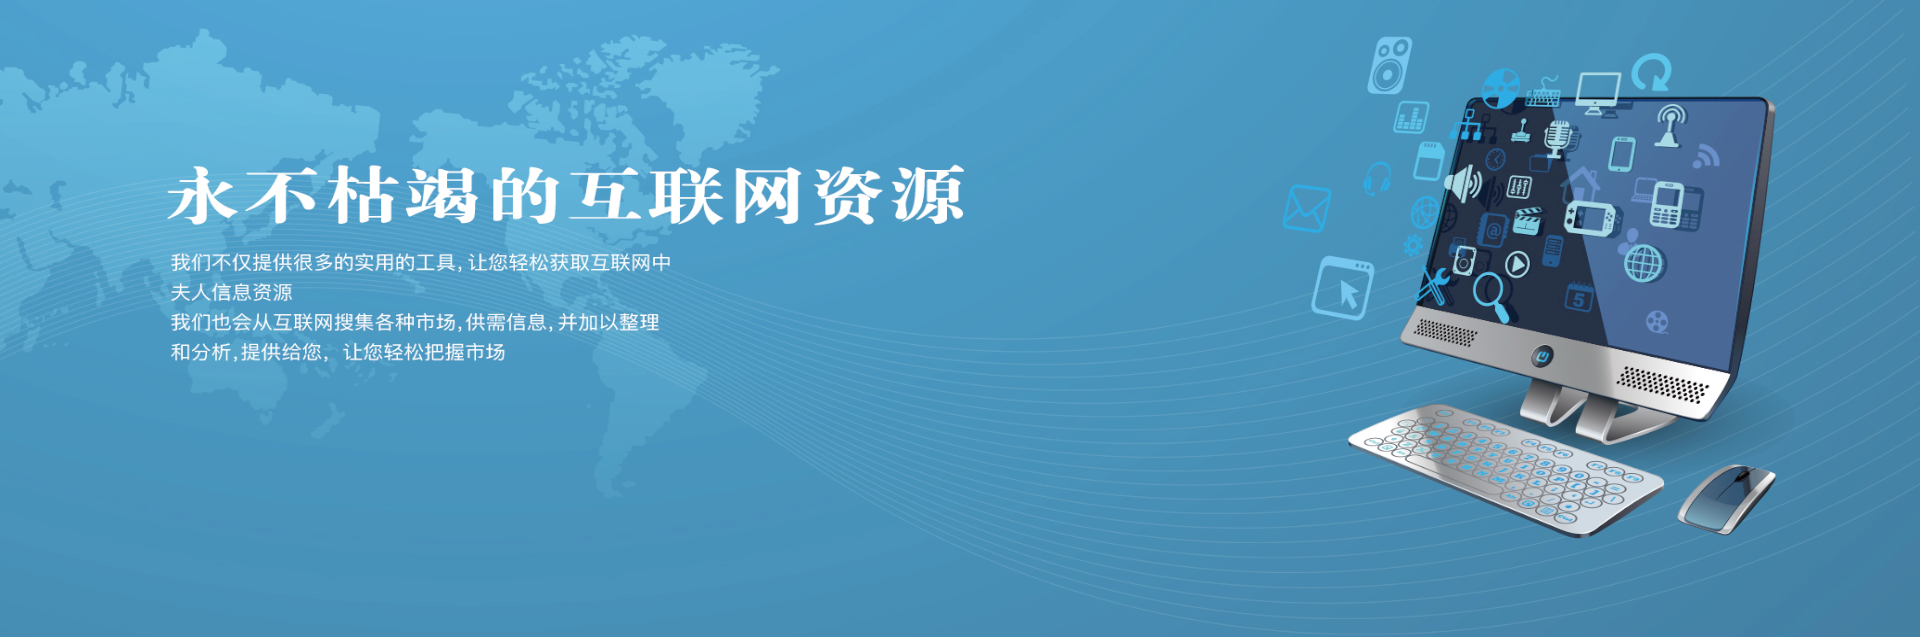 永不枯竭的互联网资源
我们不仅提供很多的实用的工具，让您轻松获取互联网中
夫人信息资源
我们也会从互联网搜集各种市场，供需信息，并加以整理
和分析，提供给您，让您轻松把握市场
5